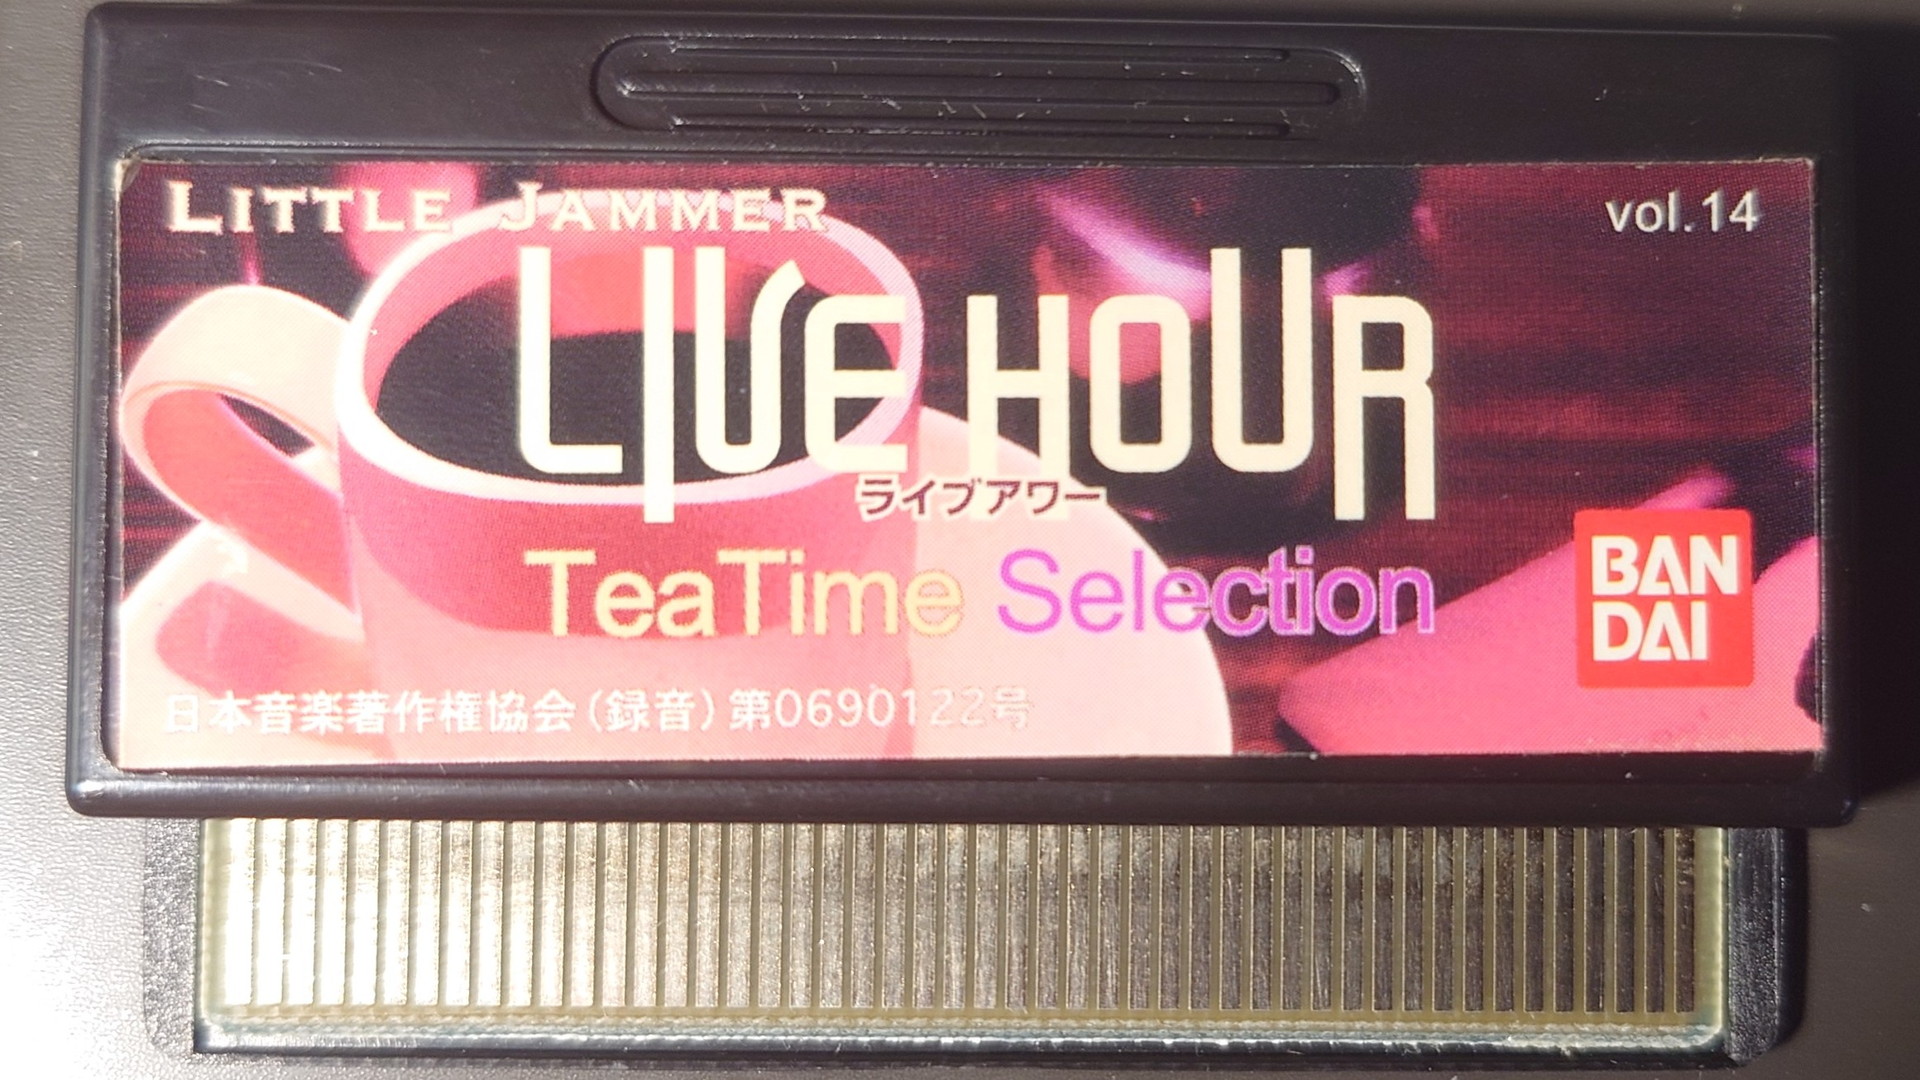 LITTLE JAMMER
vol.14
LIVE HOUR
ライブアワー
TeaTime Selection
BAN
DAI
日本音楽著作権協会(録音)第0690122号